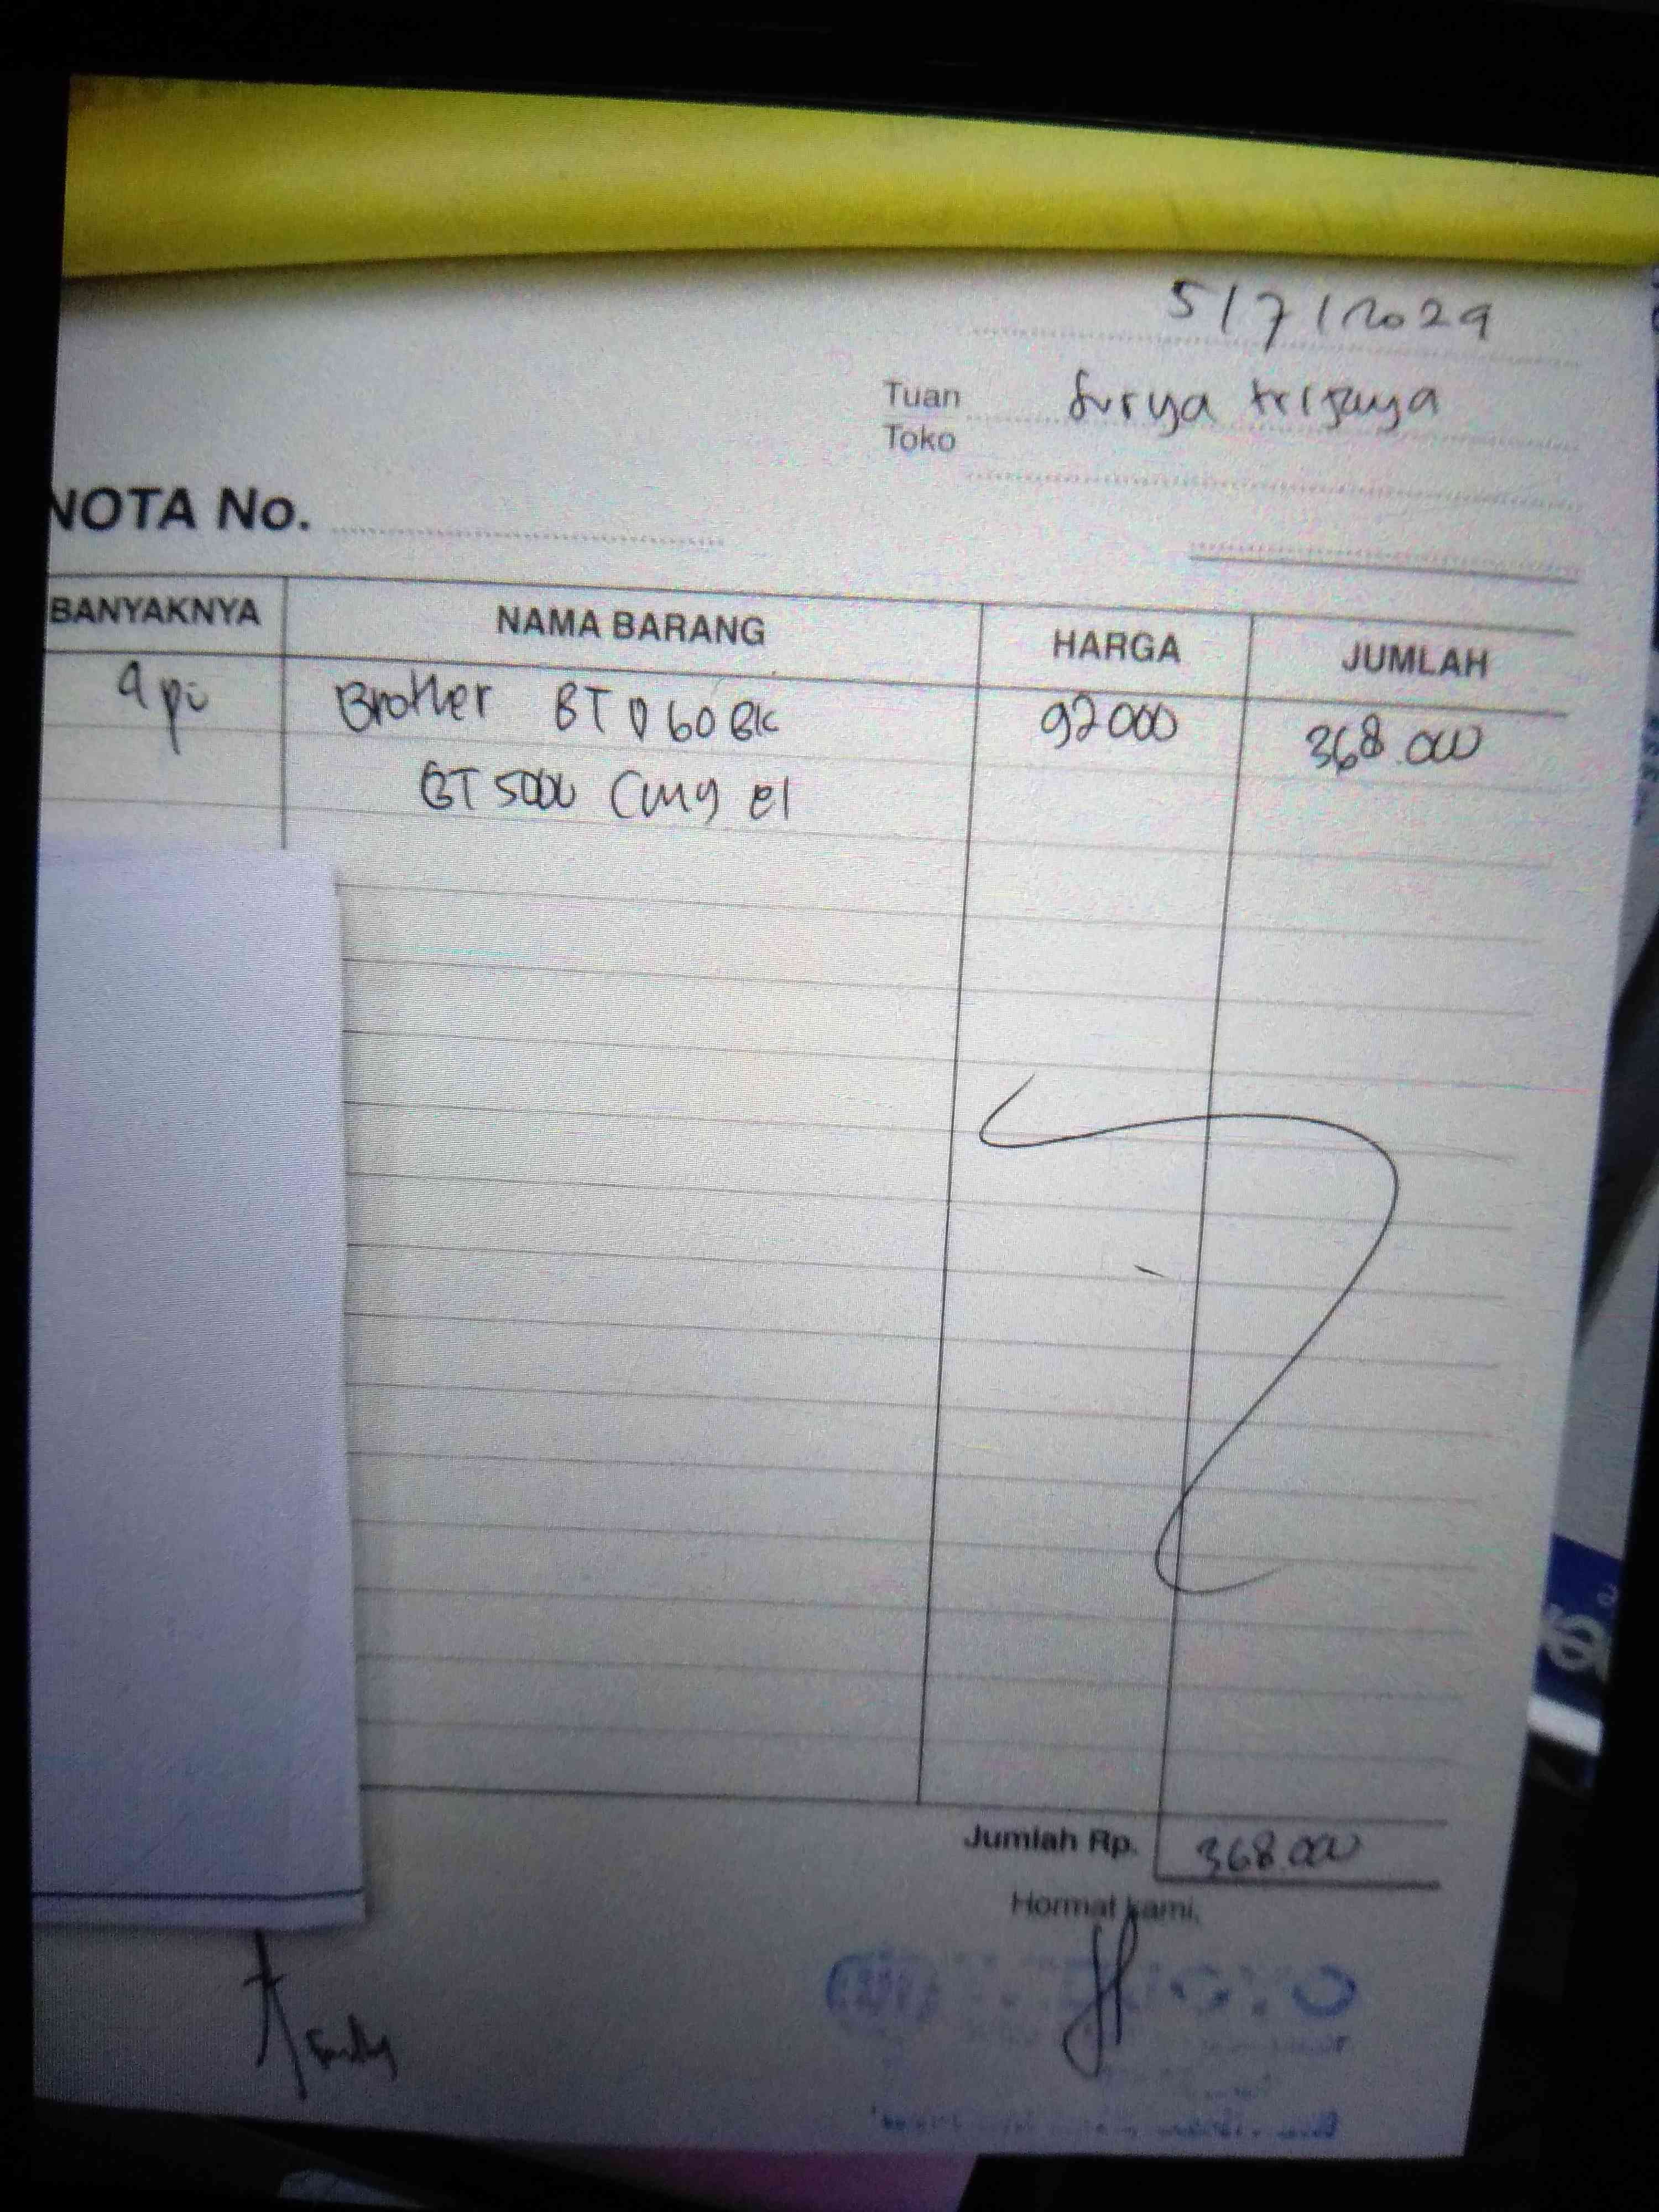 5/7/2024
Tuan Surya trijaya
Toko
NOTA No.
BANYAKNYA NAMA BARANG HARGA JUMLAH
4 pc Brother BTD60BK 92000 368.000
BT5000 CMY @1
Jumlah Rp. 368.000
Hormat kami,